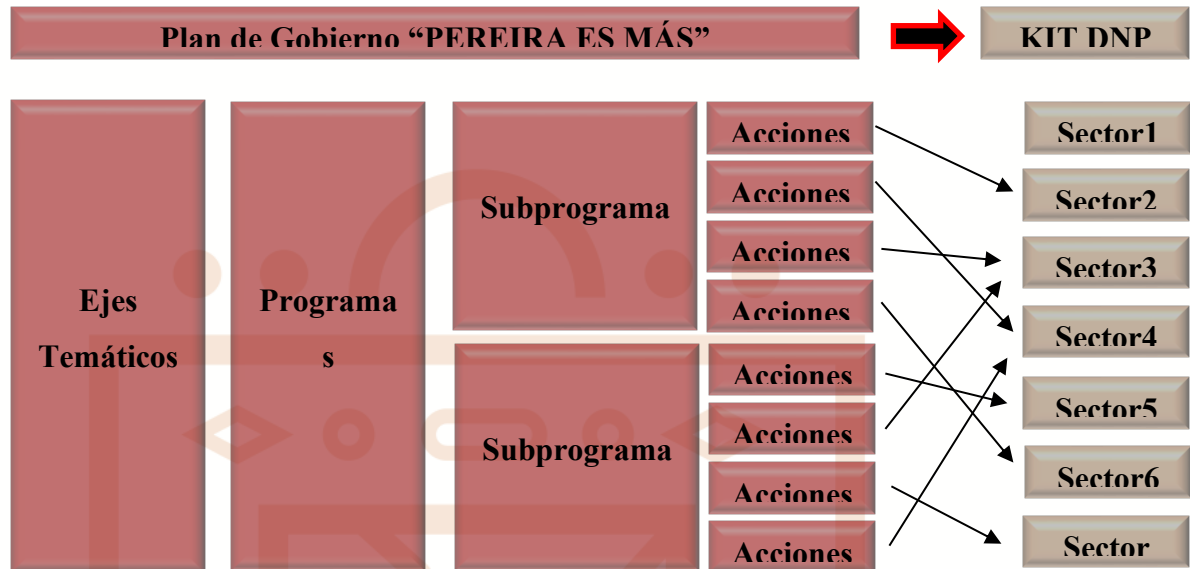 Plan de Gobierno “PEREIRA ES MÁS”
KIT DNP
Ejes
Temáticos
Programa
s
Subprograma
Subprograma
Acciones
Acciones
Acciones
Acciones
Acciones
Acciones
Acciones
Acciones
Sector1
Sector2
Sector3
Sector4
Sector5
Sector6
Sector